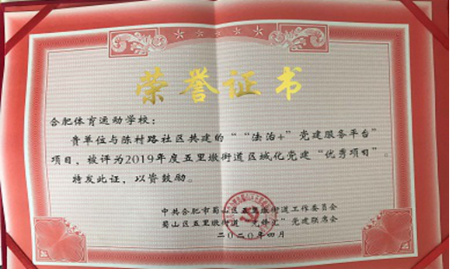 荣誉证书
合肥体育运动学校：
贵单位与陈村路社区共建的““法治+”党建服务平台”
项目，被评为2019年度五里墩街道区域化党建“优秀项目”
特发此证，以资鼓励。
中共合肥市蜀山区五里墩街道工作委员会
蜀山区五里墩街道 党建联席会
二〇二〇年四月